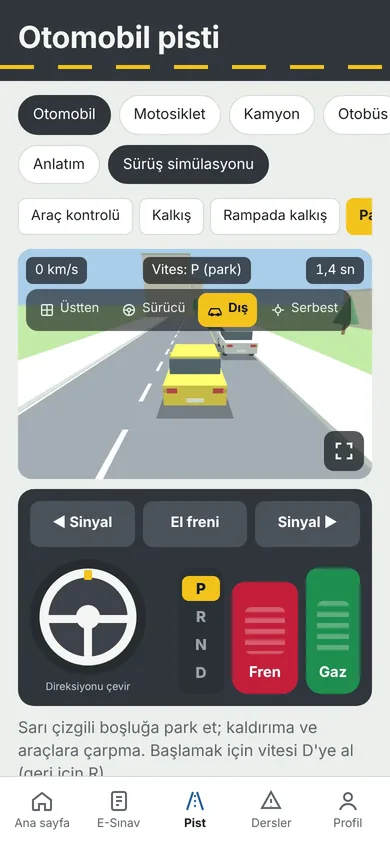 Otomobil pisti
Otomobil
Motosiklet
Kamyon
Otobüs
Anlatım
Sürüş simülasyonu
Araç kontrolü
Kalkış
Rampada kalkış
0 km/s
Vites: P (park)
1,4 sn
Üstten
Sürücü
Dış
Serbest
◀ Sinyal
El freni
Sinyal ▶
P
R
N
D
Fren
Gaz
Direksiyonu çevir
Sarı çizgili boşluğa park et; kaldırıma ve
araçlara çarpma. Başlamak için vitesi D'ye al
(geri için R)
Ana sayfa
E-Sınav
Pist
Dersler
Profil